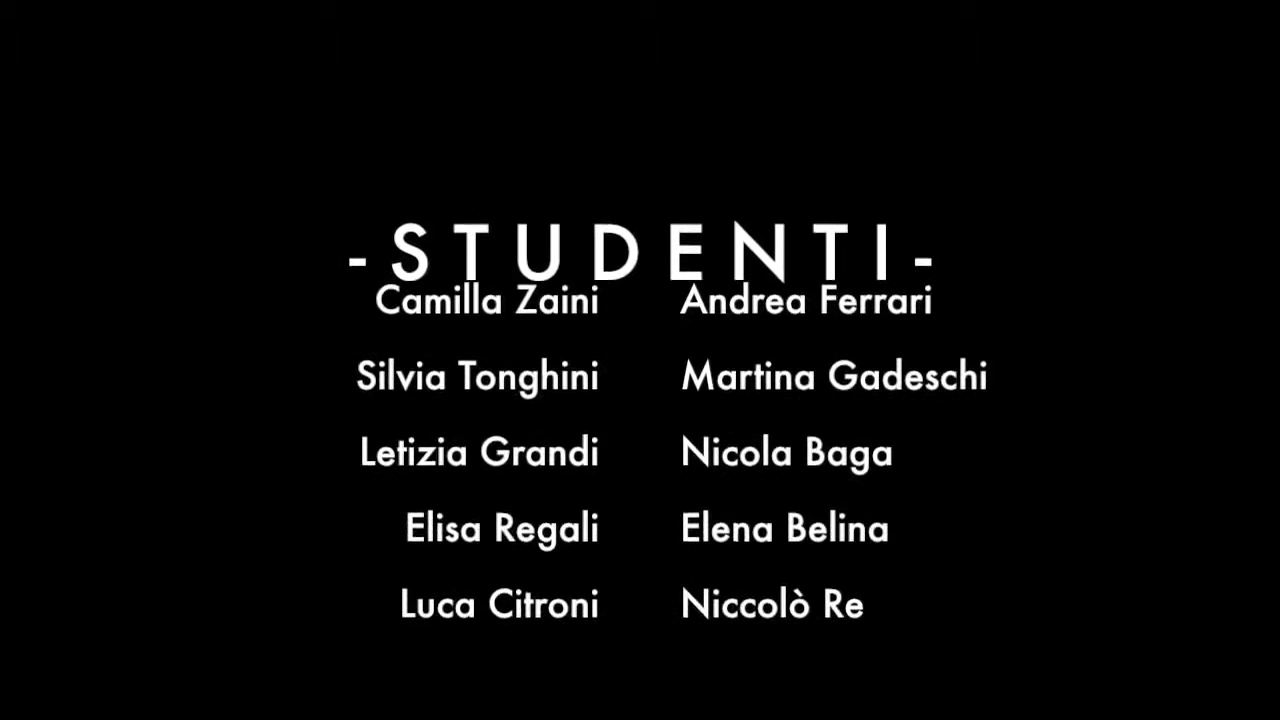 -STUDENTI-
Camilla Zaini Andrea Ferrari
Silvia Tonghini Martina Gadeschi
Letizia Grandi Nicola Baga
Elisa Regali Elena Belina
Luca Citroni Niccolò Re